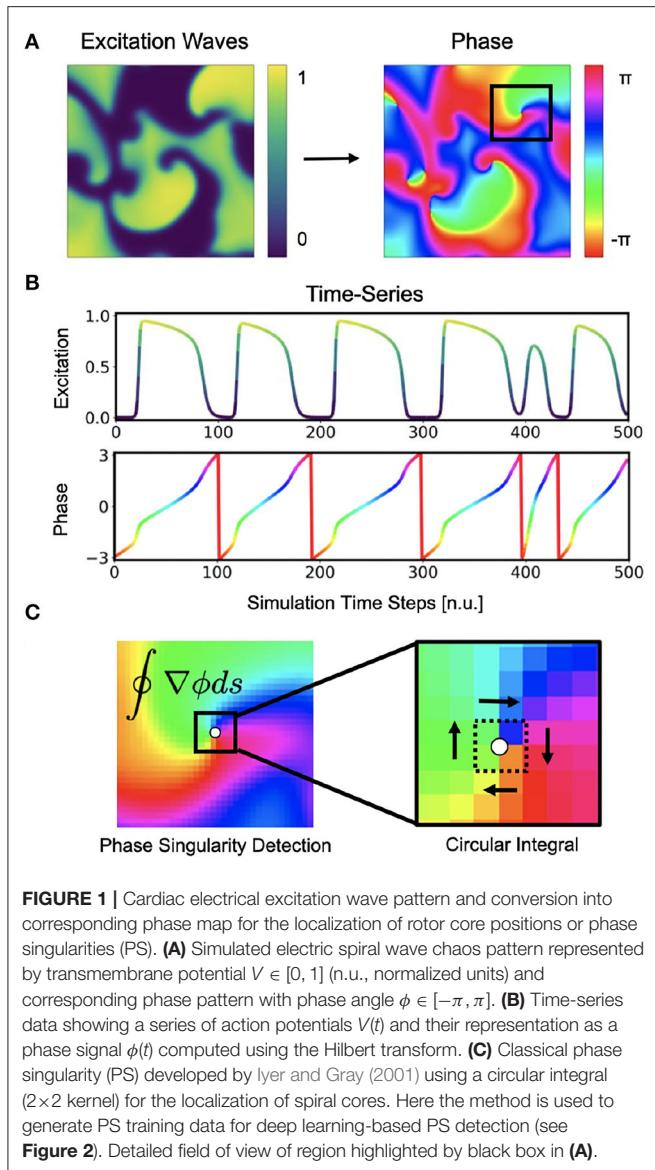 A
Excitation Waves
Phase
1
0
π
-π
B
Time-Series
Excitation
1.0
0.5
0.0
0 100 200 300 400 500
Phase
3
0
−3
0 100 200 300 400 500
Simulation Time Steps [n.u.]
C
∮ ∇ϕds
Phase Singularity Detection
Circular Integral
FIGURE 1 | Cardiac electrical excitation wave pattern and conversion into
corresponding phase map for the localization of rotor core positions or phase
singularities (PS). (A) Simulated electric spiral wave chaos pattern represented
by transmembrane potential V ∈ [0, 1] (n.u., normalized units) and
corresponding phase pattern with phase angle ϕ ∈ [−π, π]. (B) Time-series
data showing a series of action potentials V(t) and their representation as a
phase signal ϕ(t) computed using the Hilbert transform. (C) Classical phase
singularity (PS) developed by Iyer and Gray (2001) using a circular integral
(2×2 kernel) for the localization of spiral cores. Here the method is used to
generate PS training data for deep learning-based PS detection (see
Figure 2). Detailed field of view of region highlighted by black box in (A).